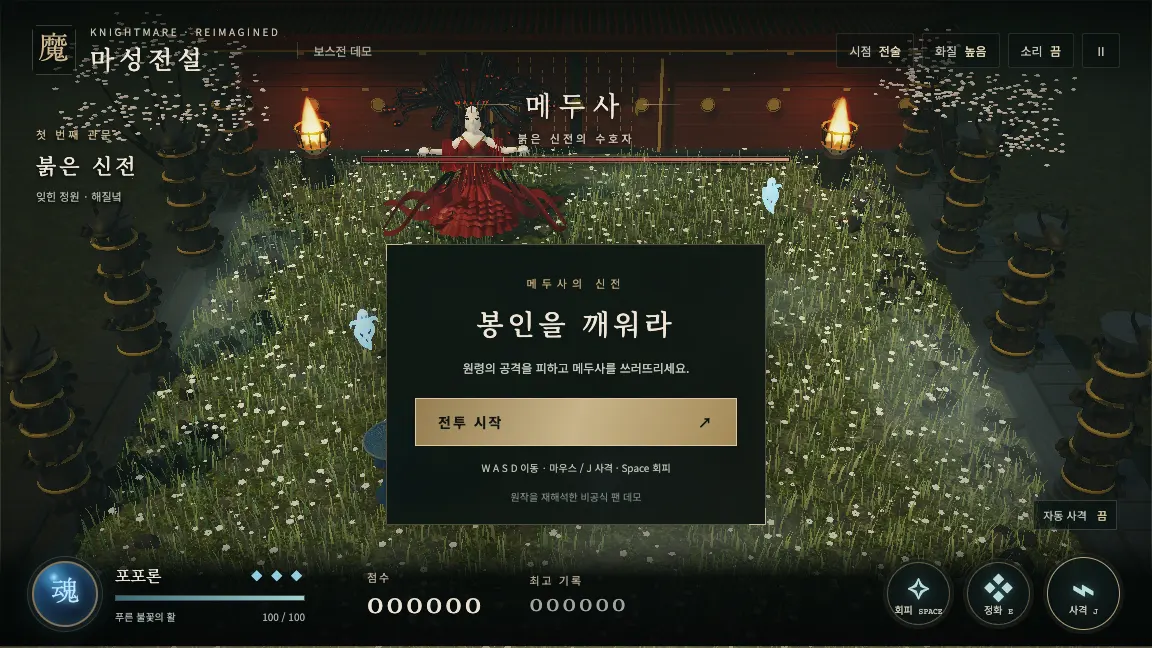 魔
KNIGHTMARE · REIMAGINED
마성전설
보스전 데모
시점 전술
화질 높음
소리 끔
II
메두사
붉은 신전의 수호자
첫 번째 관문
붉은 신전
잊힌 정원 · 해질녘
메두사의 신전
봉인을 깨워라
원령의 공격을 피하고 메두사를 쓰러뜨리세요.
전투 시작 ↗
W A S D 이동 · 마우스 / J 사격 · Space 회피
원작을 재해석한 비공식 팬 데모
자동 사격 끔
魂
포포론
푸른 불꽃의 활
100 / 100
점수
000000
최고 기록
000000
회피 SPACE
정화 E
사격 J